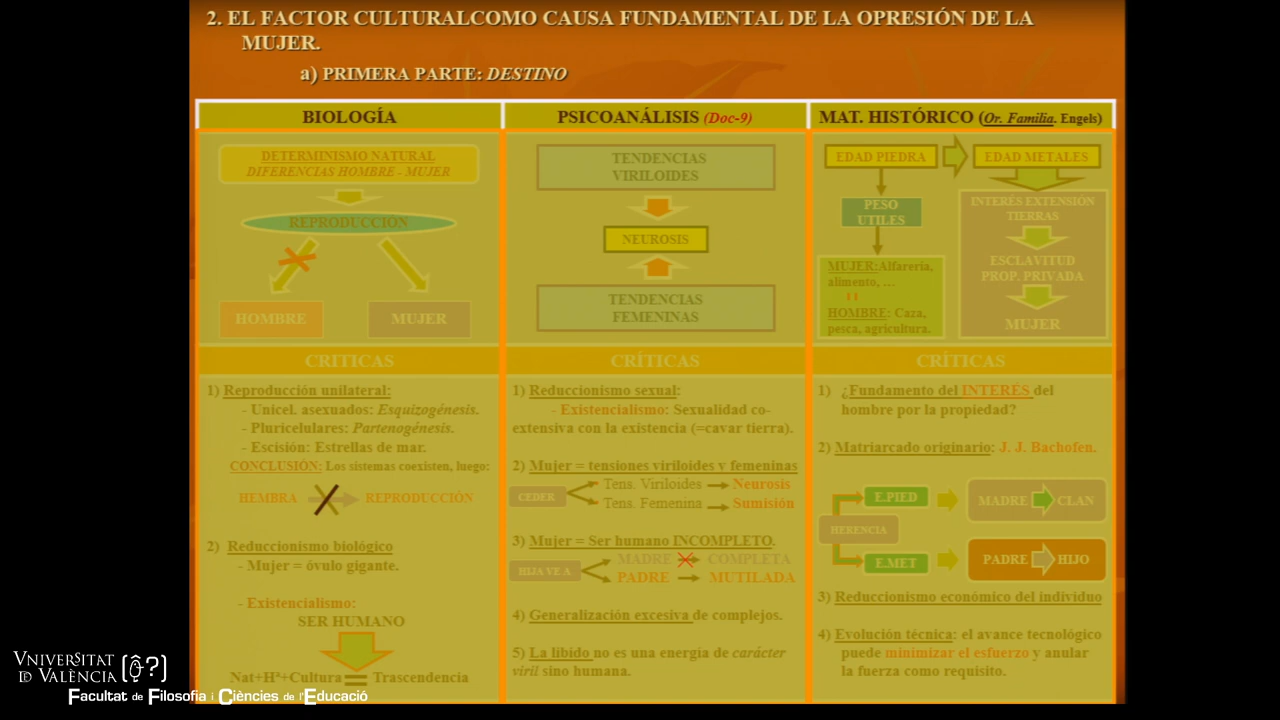 2. EL FACTOR CULTURALCOMO CAUSA FUNDAMENTAL DE LA OPRESIÓN DE LA
MUJER.
a) PRIMERA PARTE: DESTINO
BIOLOGÍA
DETERMINISMO NATURAL
DIFERENCIAS HOMBRE - MUJER
REPRODUCCIÓN
HOMBRE
MUJER
CRITICAS
1) Reproducción unilateral:
- Unicel. asexuados: Esquizogénesis.
- Pluricelulares: Partenogénesis.
- Escisión: Estrellas de mar.
CONCLUSIÓN: Los sistemas coexisten, luego:
HEMBRA
REPRODUCCIÓN
2) Reduccionismo biológico
- Mujer = óvulo gigante.
- Existencialismo:
SER HUMANO
Nat+Hª+Cultura = Trascendencia
PSICOANÁLISIS (Doc-9)
TENDENCIAS
VIRILOIDES
NEUROSIS
TENDENCIAS
FEMENINAS
CRÍTICAS
1) Reduccionismo sexual:
- Existencialismo: Sexualidad co-
extensiva con la existencia (=cavar tierra).
2) Mujer = tensiones viriloides y femeninas
CEDER
Tens. Viriloides
Neurosis
Tens. Femenina
Sumisión
3) Mujer = Ser humano INCOMPLETO.
HIJA VE A
MADRE
COMPLETA
PADRE
MUTILADA
4) Generalización excesiva de complejos.
5) La libido no es una energía de carácter
viril sino humana.
MAT. HISTÓRICO (Or. Familia. Engels)
EDAD PIEDRA
EDAD METALES
PESO
UTILES
MUJER:Alfarería,
alimento, ...
HOMBRE: Caza,
pesca, agricultura.
INTERÉS EXTENSIÓN
TIERRAS
ESCLAVITUD
PROP. PRIVADA
MUJER
CRÍTICAS
1) ¿Fundamento del INTERÉS del
hombre por la propiedad?
2) Matriarcado originario: J. J. Bachofen.
HERENCIA
E.PIED
MADRE
CLAN
E.MET
PADRE
HIJO
3) Reduccionismo económico del individuo
4) Evolución técnica: el avance tecnológico
puede minimizar el esfuerzo y anular
la fuerza como requisito.
VNIVERSITAT
ID VALÈNCIA
Facultat de Filosofia i Ciències de l'Educació